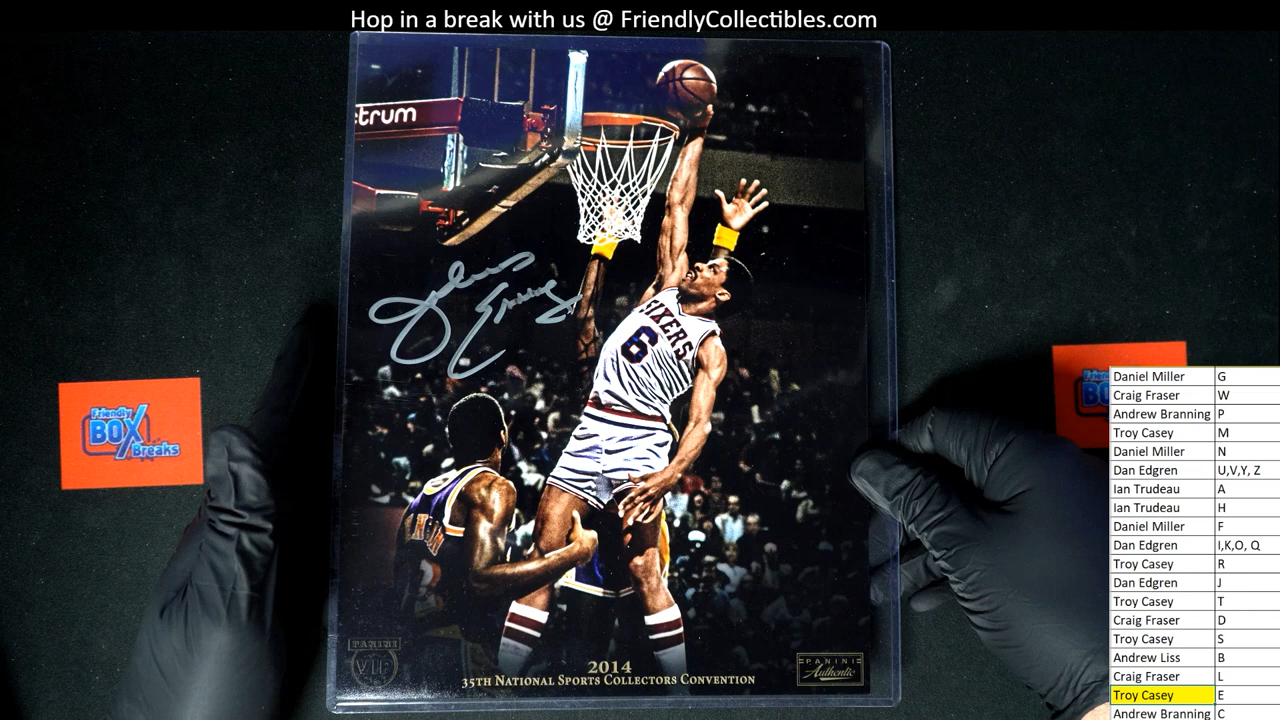 Hop in a break with us @ FriendlyCollectibles.com
trum
Julius
Erving
SIXERS
6
Friendly
BOX
Breaks
PANINI
VIP
2014
35TH NATIONAL SPORTS COLLECTORS CONVENTION
PANINI
Authentic
Daniel Miller G
Craig Fraser W
Andrew Branning P
Troy Casey M
Daniel Miller N
Dan Edgren U,V,Y, Z
Ian Trudeau A
Ian Trudeau H
Daniel Miller F
Dan Edgren I,K,O, Q
Troy Casey R
Dan Edgren J
Troy Casey T
Craig Fraser D
Troy Casey S
Andrew Liss B
Craig Fraser L
Troy Casey E
Andrew Branning C